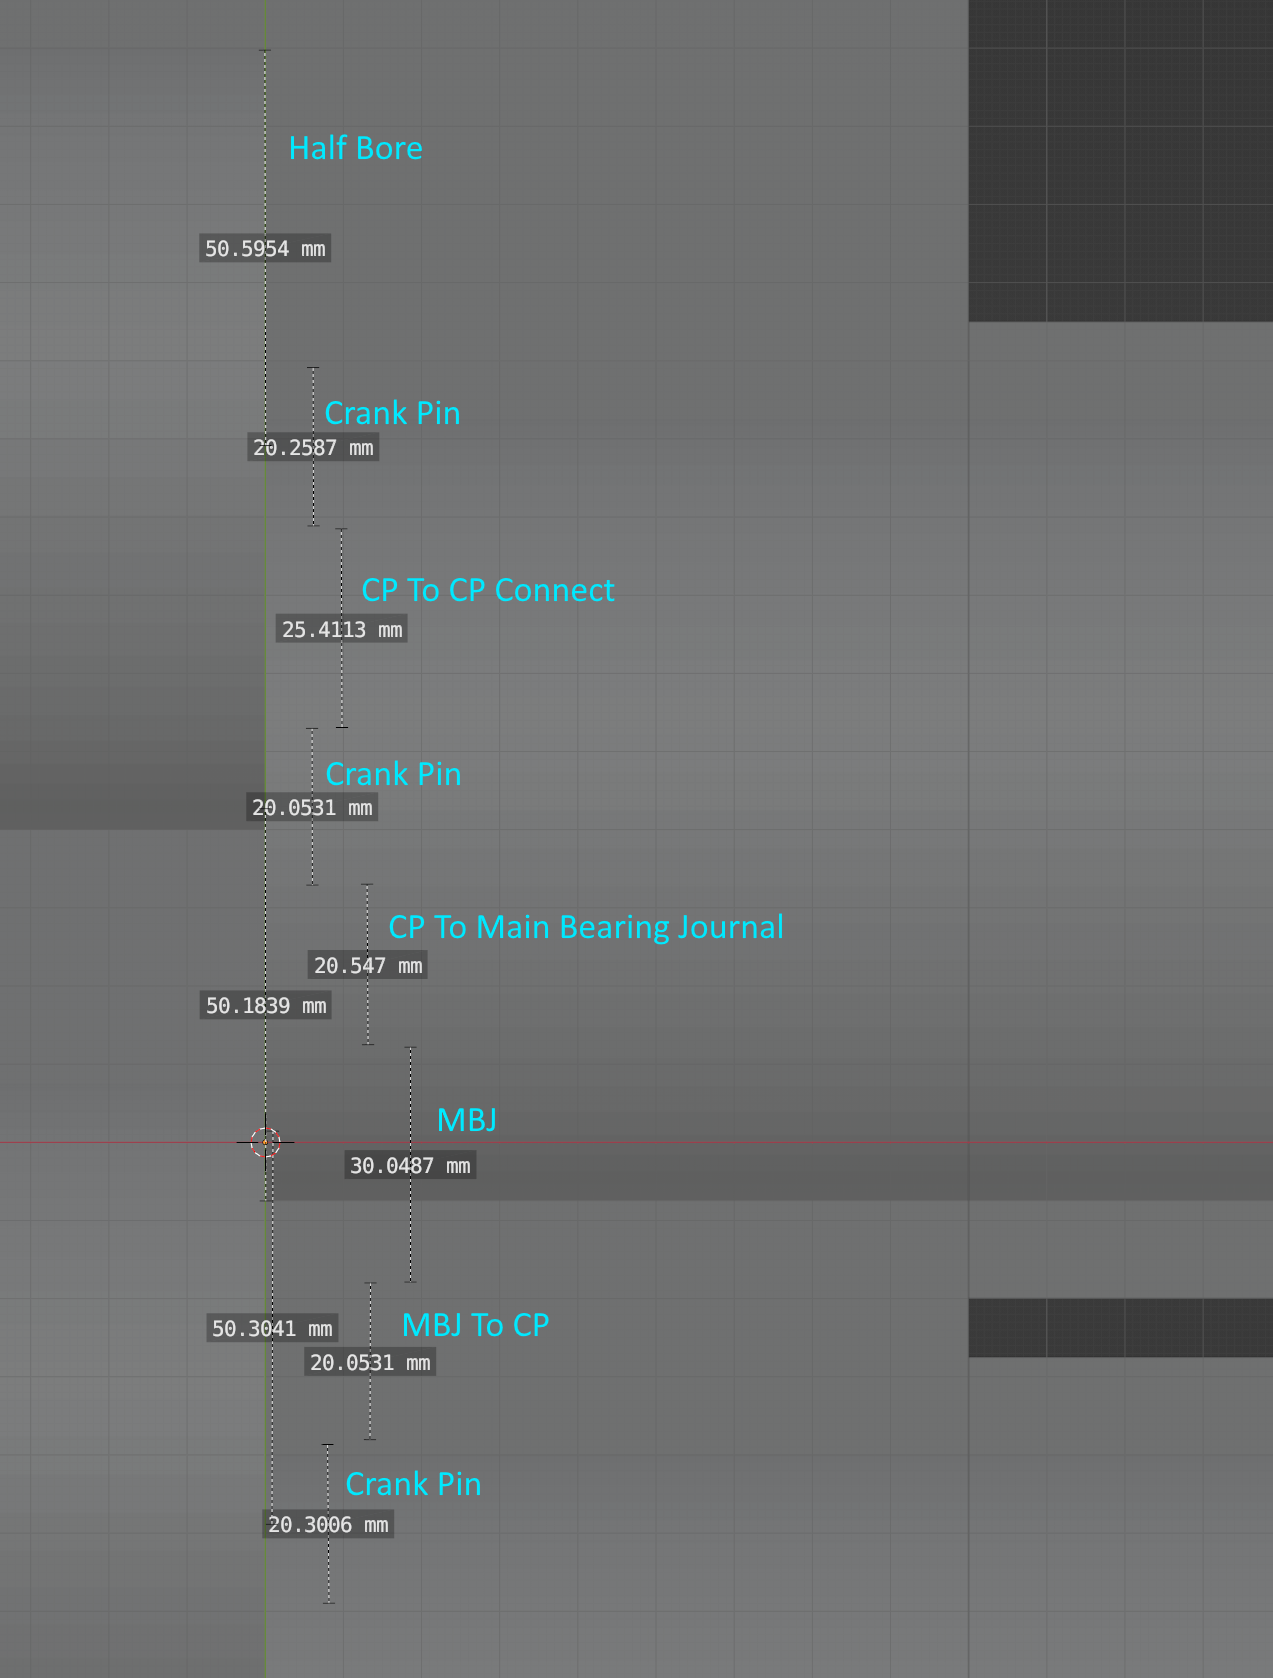 Half Bore
50.5954 mm
Crank Pin
20.2587 mm
CP To CP Connect
25.4113 mm
Crank Pin
20.0531 mm
CP To Main Bearing Journal
20.547 mm
50.1839 mm
MBJ
30.0487 mm
MBJ To CP
50.3041 mm
20.0531 mm
Crank Pin
20.3006 mm